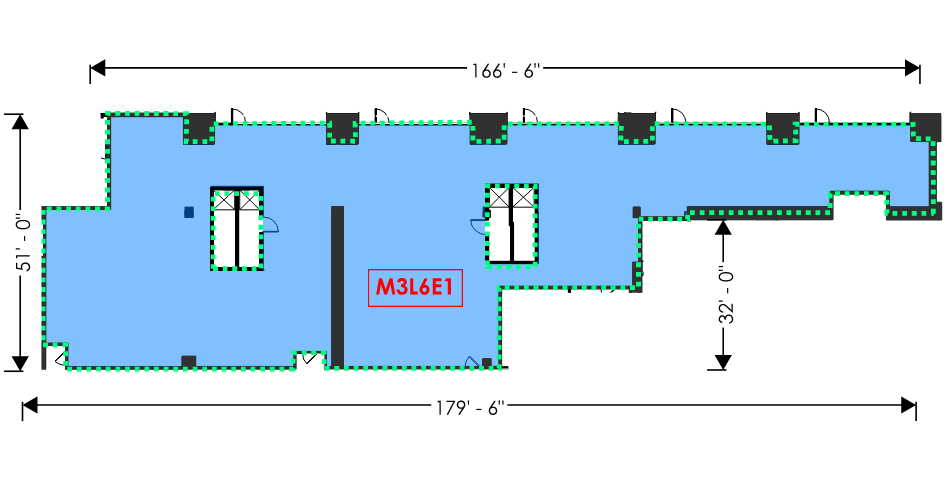 166' - 6"
51' - 0"
M3L6E1
32' - 0"
179' - 6"